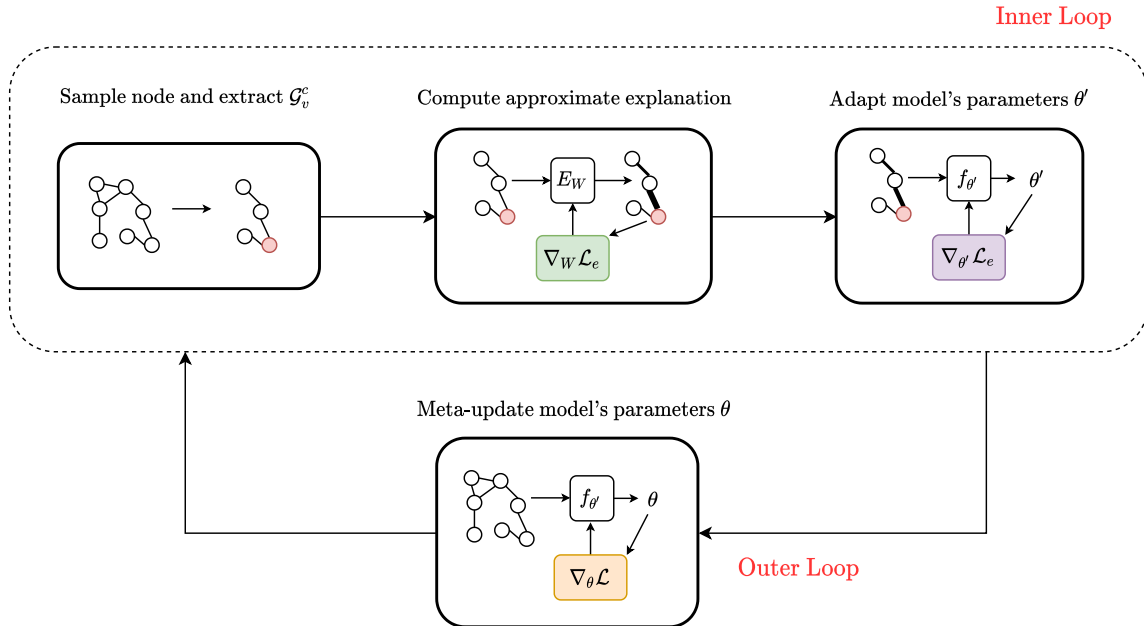 Inner Loop
Sample node and extract 𝒢_v^c
Compute approximate explanation
Adapt model's parameters θ′
E_W
∇_W ℒ_e
f_θ′
θ′
∇_θ′ ℒ_e
Meta-update model's parameters θ
f_θ′
θ
∇_θ ℒ
Outer Loop